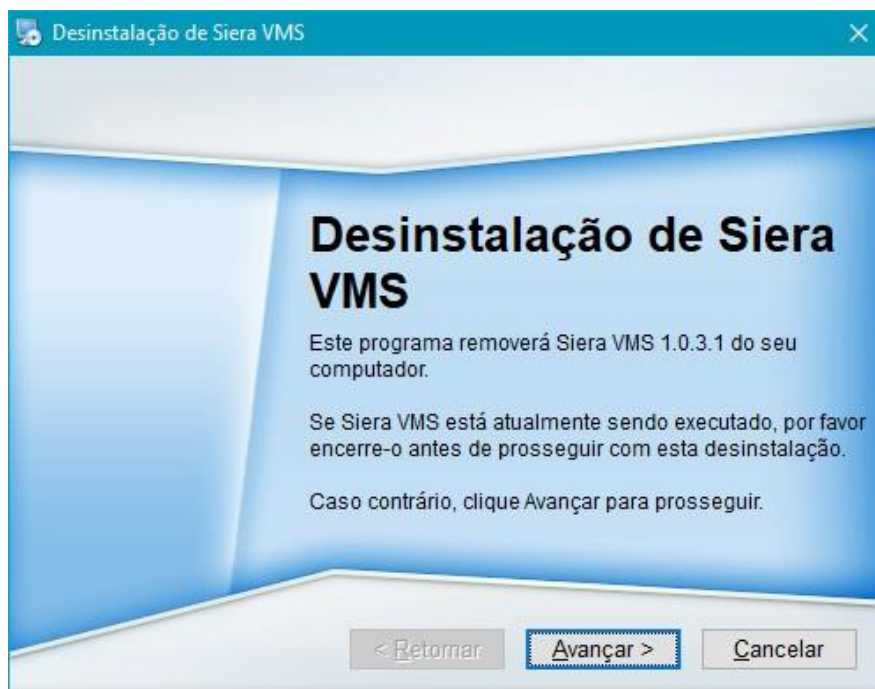 Desinstalação de Siera VMS
Desinstalação de Siera
VMS
Este programa removerá Siera VMS 1.0.3.1 do seu
computador.
Se Siera VMS está atualmente sendo executado, por favor
encerre-o antes de prosseguir com esta desinstalação.
Caso contrário, clique Avançar para prosseguir.
< Retornar
Avançar >
Cancelar